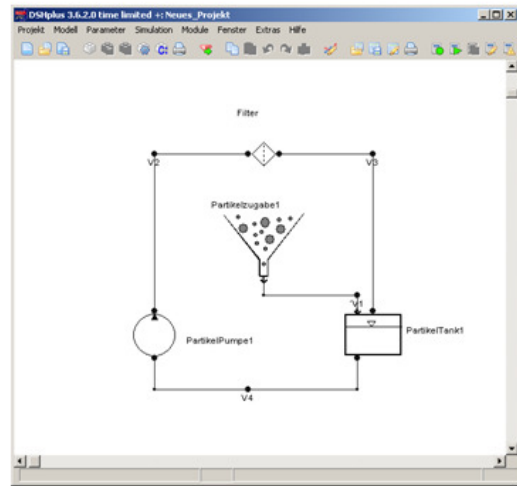 DSHplus 3.6.2.0 time limited +: Neues_Projekt
Projekt Modell Parameter Simulation Module Fenster Extras Hilfe
Filter
V2
V3
Partikelzugabe1
V1
PartikelPumpe1
PartikelTank1
V4